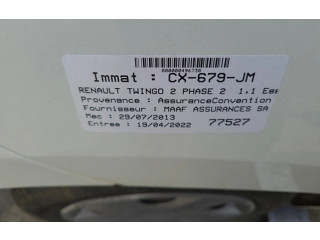 000000496730
Immat : CX-679-JM
RENAULT TWINGO 2 PHASE 2 1.1 Ess
Provenance : AssuranceConvention
Fournisseur : MAAF ASSURANCES SA
Mec : 29/07/2013
Entree : 19/04/2022 77527